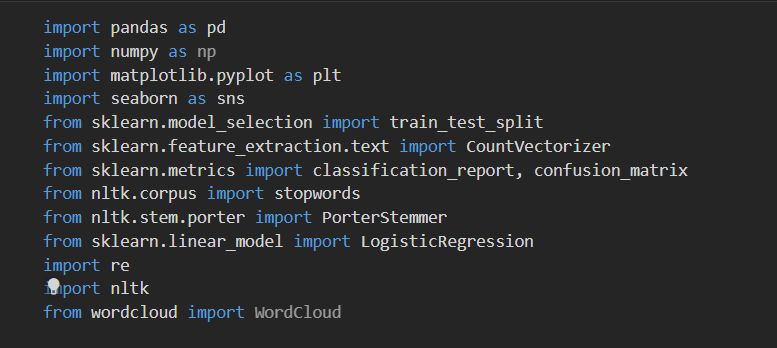 import pandas as pd
import numpy as np
import matplotlib.pyplot as plt
import seaborn as sns
from sklearn.model_selection import train_test_split
from sklearn.feature_extraction.text import CountVectorizer
from sklearn.metrics import classification_report, confusion_matrix
from nltk.corpus import stopwords
from nltk.stem.porter import PorterStemmer
from sklearn.linear_model import LogisticRegression
import re
import nltk
from wordcloud import WordCloud